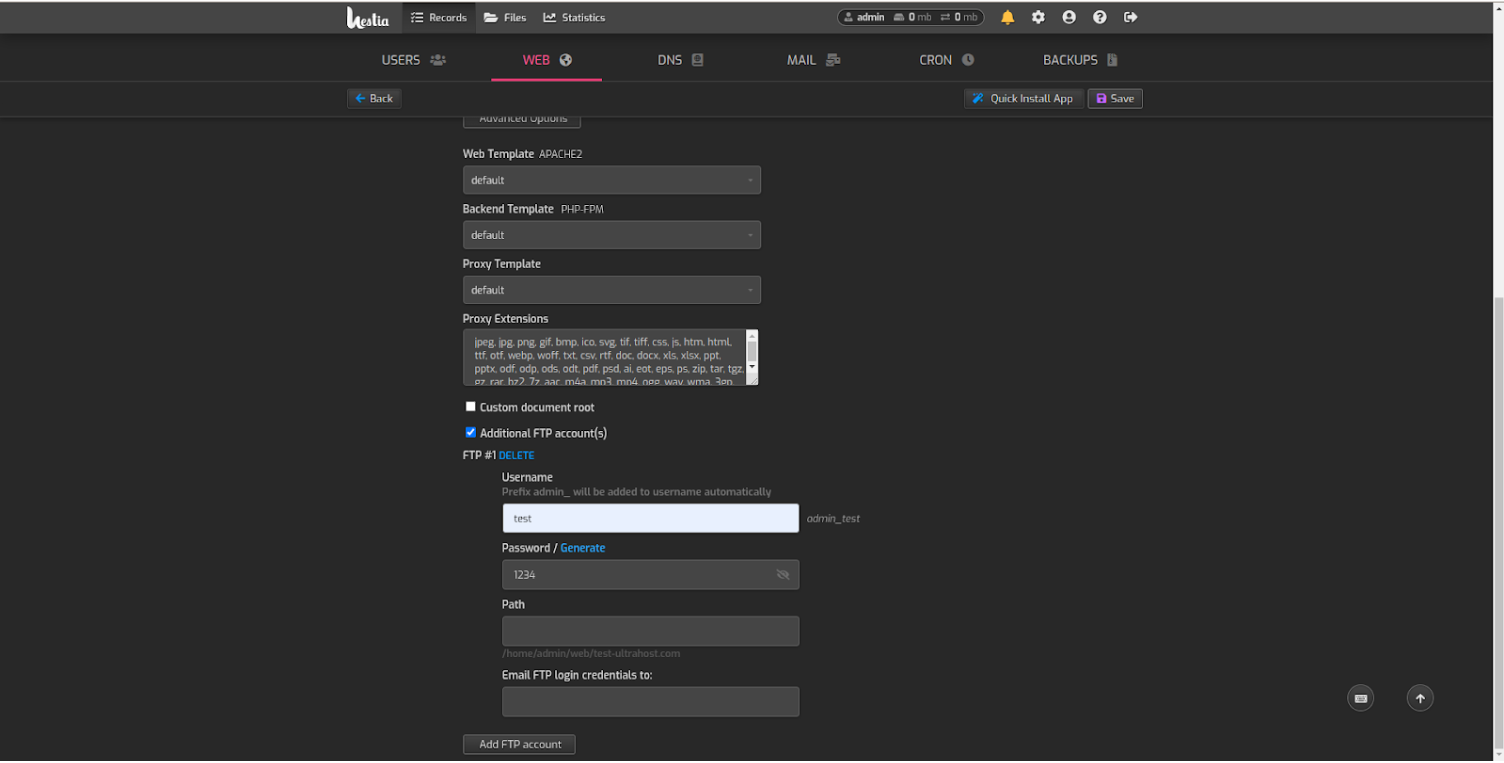 Hestia Records Files Statistics admin 0 mb 0 mb
USERS WEB DNS MAIL CRON BACKUPS
Back Quick Install App Save
Advanced Options
Web Template APACHE2
default
Backend Template PHP-FPM
default
Proxy Template
default
Proxy Extensions
jpeg, jpg, png, gif, bmp, ico, svg, tif, tiff, css, js, htm, html,
ttf, otf, webp, woff, txt, csv, rtf, doc, docx, xls, xlsx, ppt,
pptx, odf, odp, ods, odt, pdf, psd, ai, eot, eps, ps, zip, tar, tgz,
gz, rar, bz2, 7z, aac, m4a, mp3, mp4, ogg, wav, wma, 3gp,
Custom document root
Additional FTP account(s)
FTP #1 DELETE
Username
Prefix admin_ will be added to username automatically
test admin_test
Password / Generate
1234
Path
/home/admin/web/test-ultrahost.com
Email FTP login credentials to:
Add FTP account